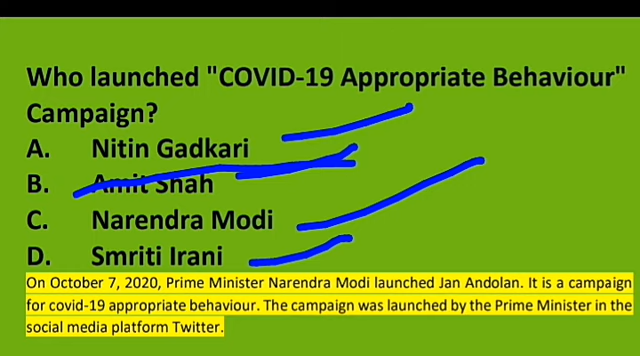 Who launched "COVID-19 Appropriate Behaviour"
Campaign?
A. Nitin Gadkari
B. Amit Shah
C. Narendra Modi
D. Smriti Irani
On October 7, 2020, Prime Minister Narendra Modi launched Jan Andolan. It is a campaign
for covid-19 appropriate behaviour. The campaign was launched by the Prime Minister in the
social media platform Twitter.